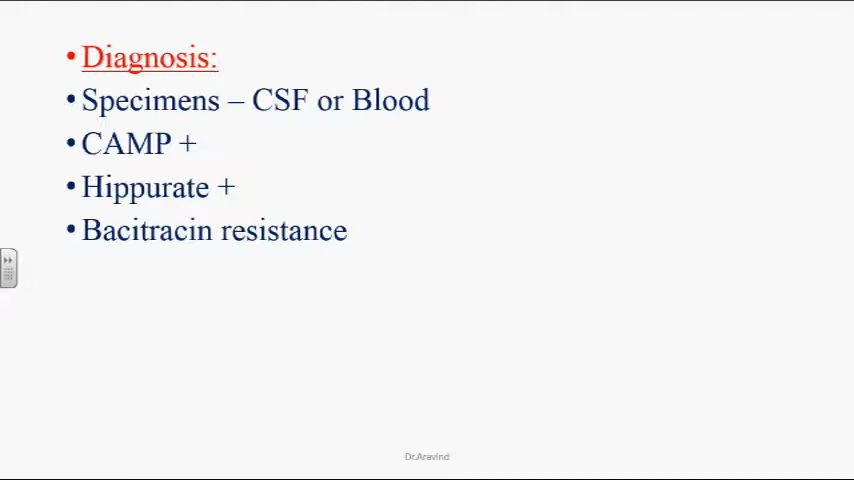 • Diagnosis:
• Specimens – CSF or Blood
• CAMP +
• Hippurate +
• Bacitracin resistance
Dr.Aravind